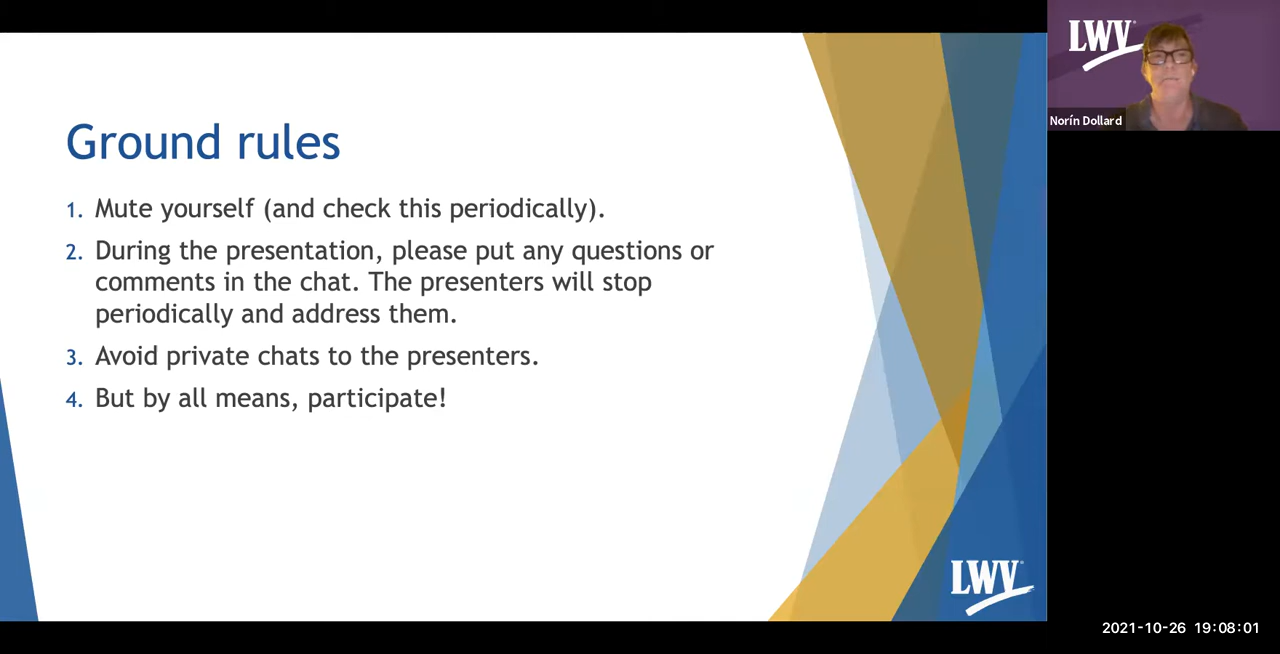 Ground rules
1. Mute yourself (and check this periodically).
2. During the presentation, please put any questions or
comments in the chat. The presenters will stop
periodically and address them.
3. Avoid private chats to the presenters.
4. But by all means, participate!
LWV®
LWV
Norín Dollard
2021-10-26 19:08:01